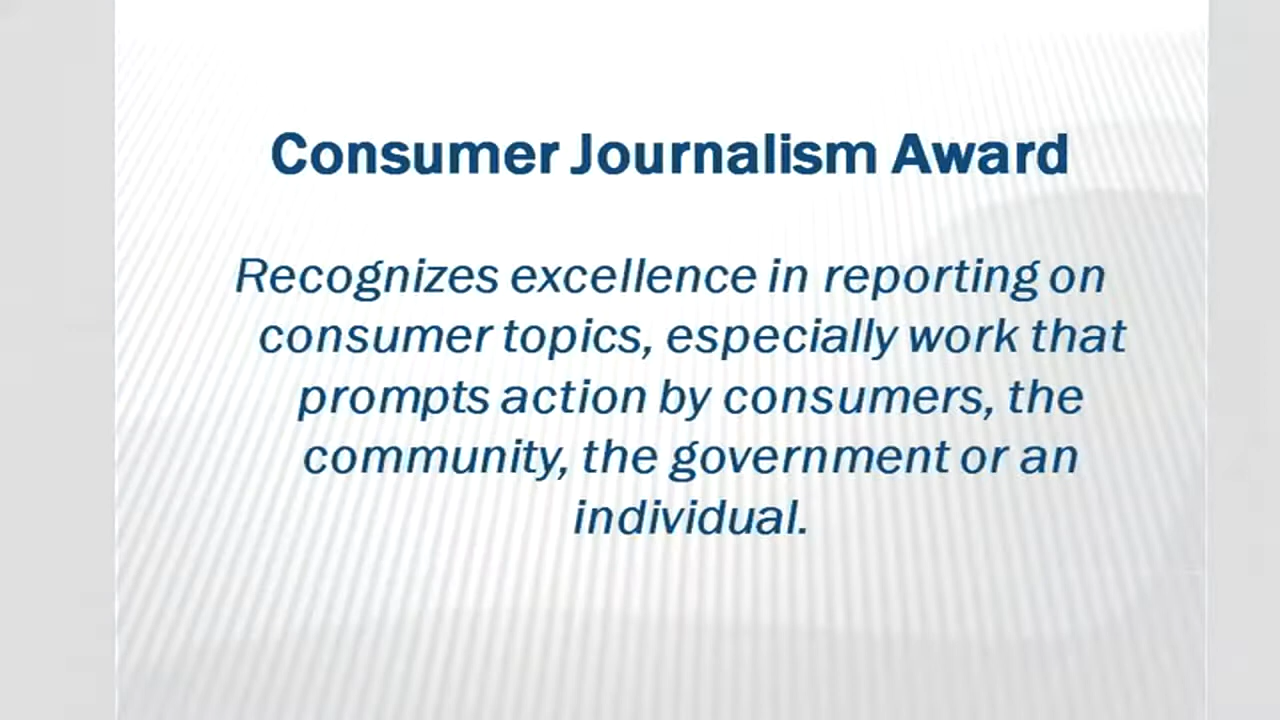 Consumer Journalism Award
Recognizes excellence in reporting on
consumer topics, especially work that
prompts action by consumers, the
community, the government or an
individual.